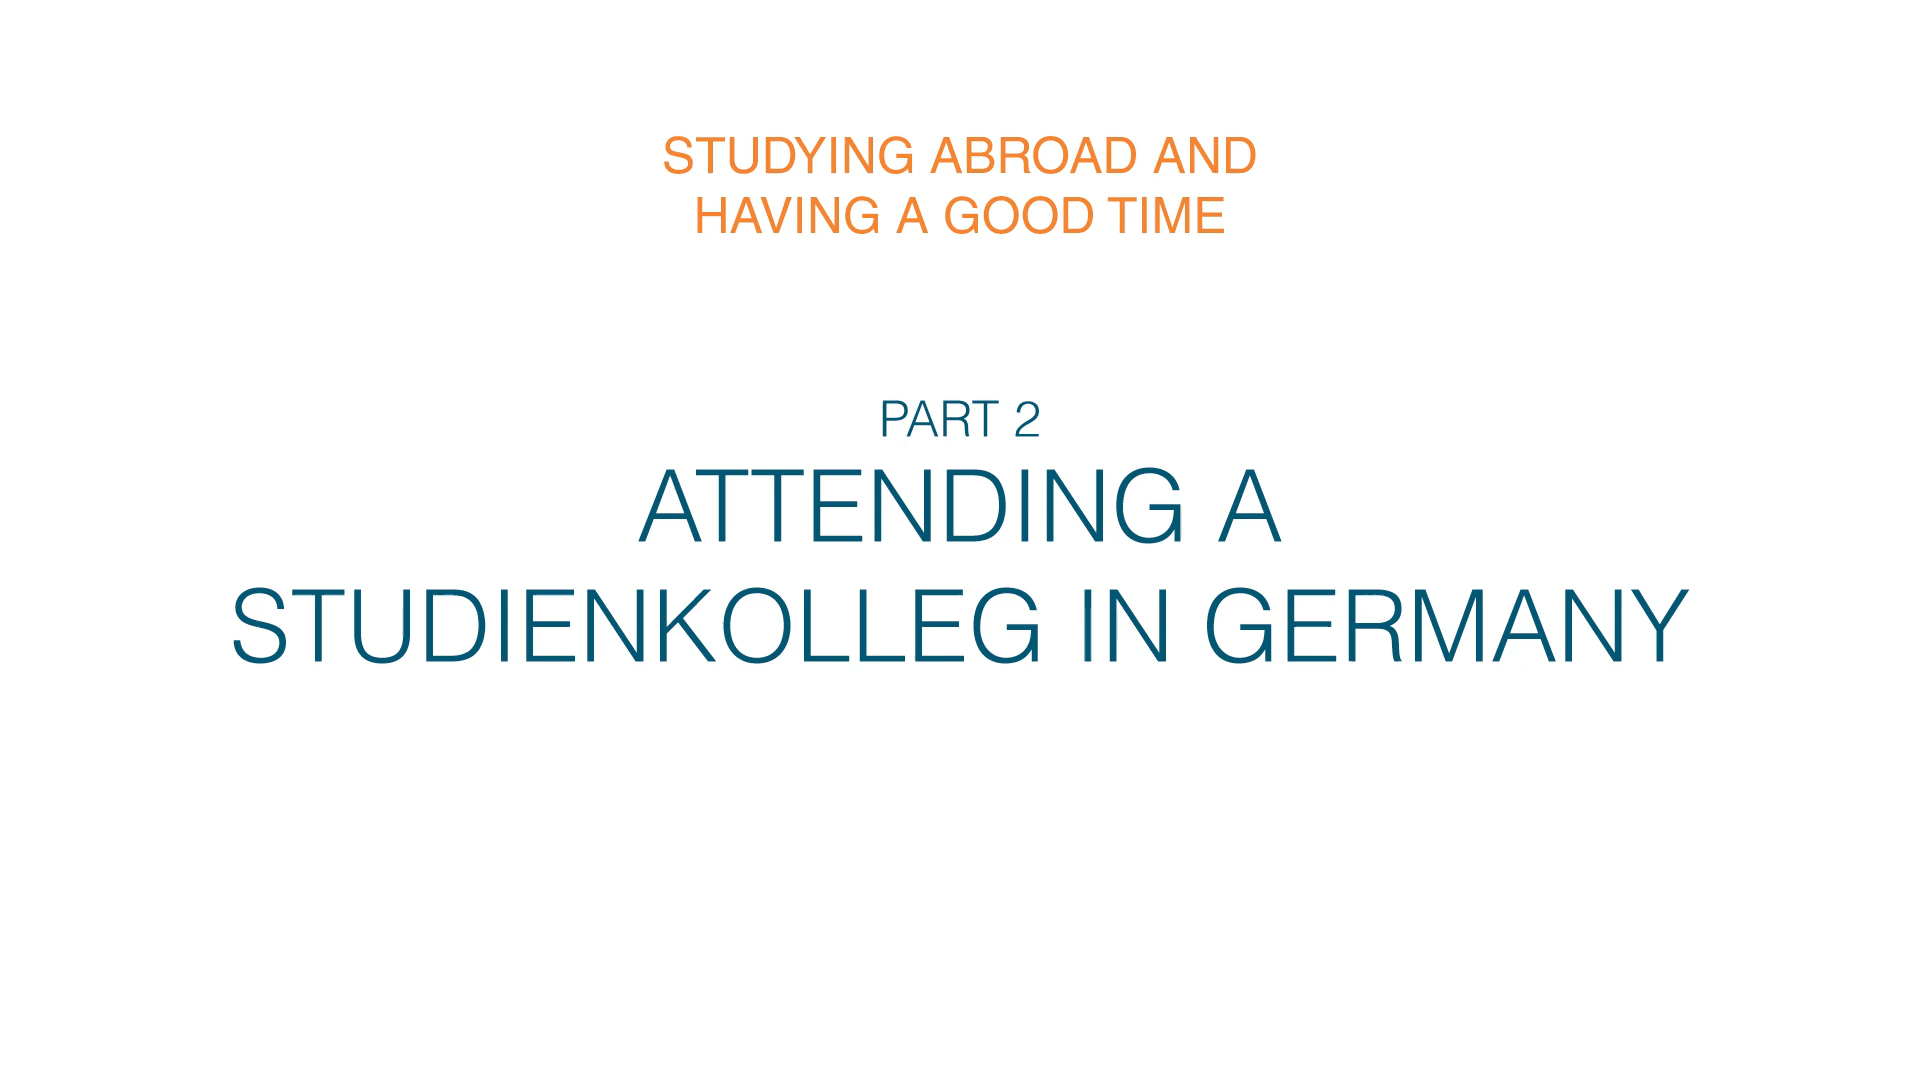 STUDYING ABROAD AND
HAVING A GOOD TIME
PART 2
ATTENDING A
STUDIENKOLLEG IN GERMANY